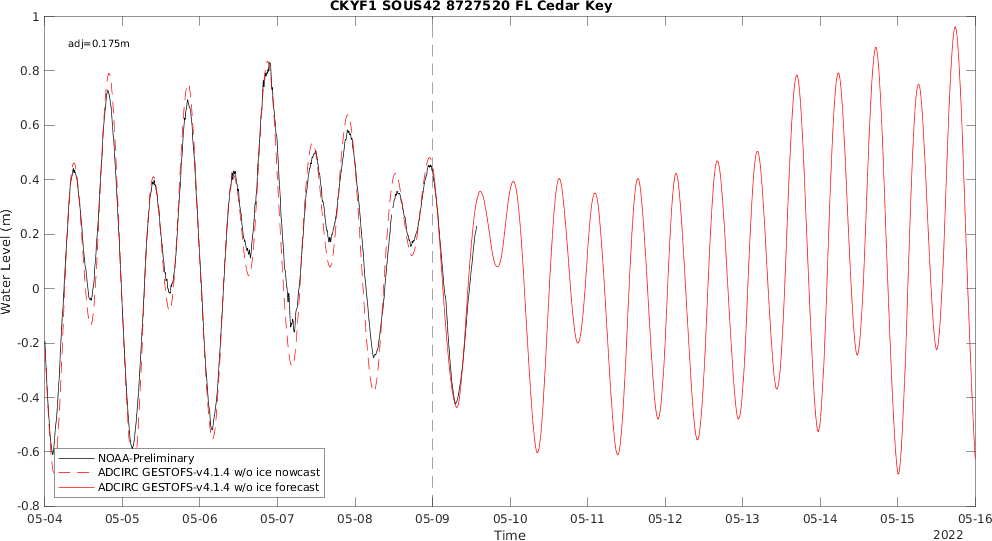 CKYF1 SOUS42 8727520 FL Cedar Key
adj=0.175m
1
0.8
0.6
0.4
0.2
0
-0.2
-0.4
-0.6
-0.8
Water Level (m)
NOAA-Preliminary
ADCIRC GESTOFS-v4.1.4 w/o ice nowcast
ADCIRC GESTOFS-v4.1.4 w/o ice forecast
05-04 05-05 05-06 05-07 05-08 05-09 05-10 05-11 05-12 05-13 05-14 05-15 05-16
Time
2022